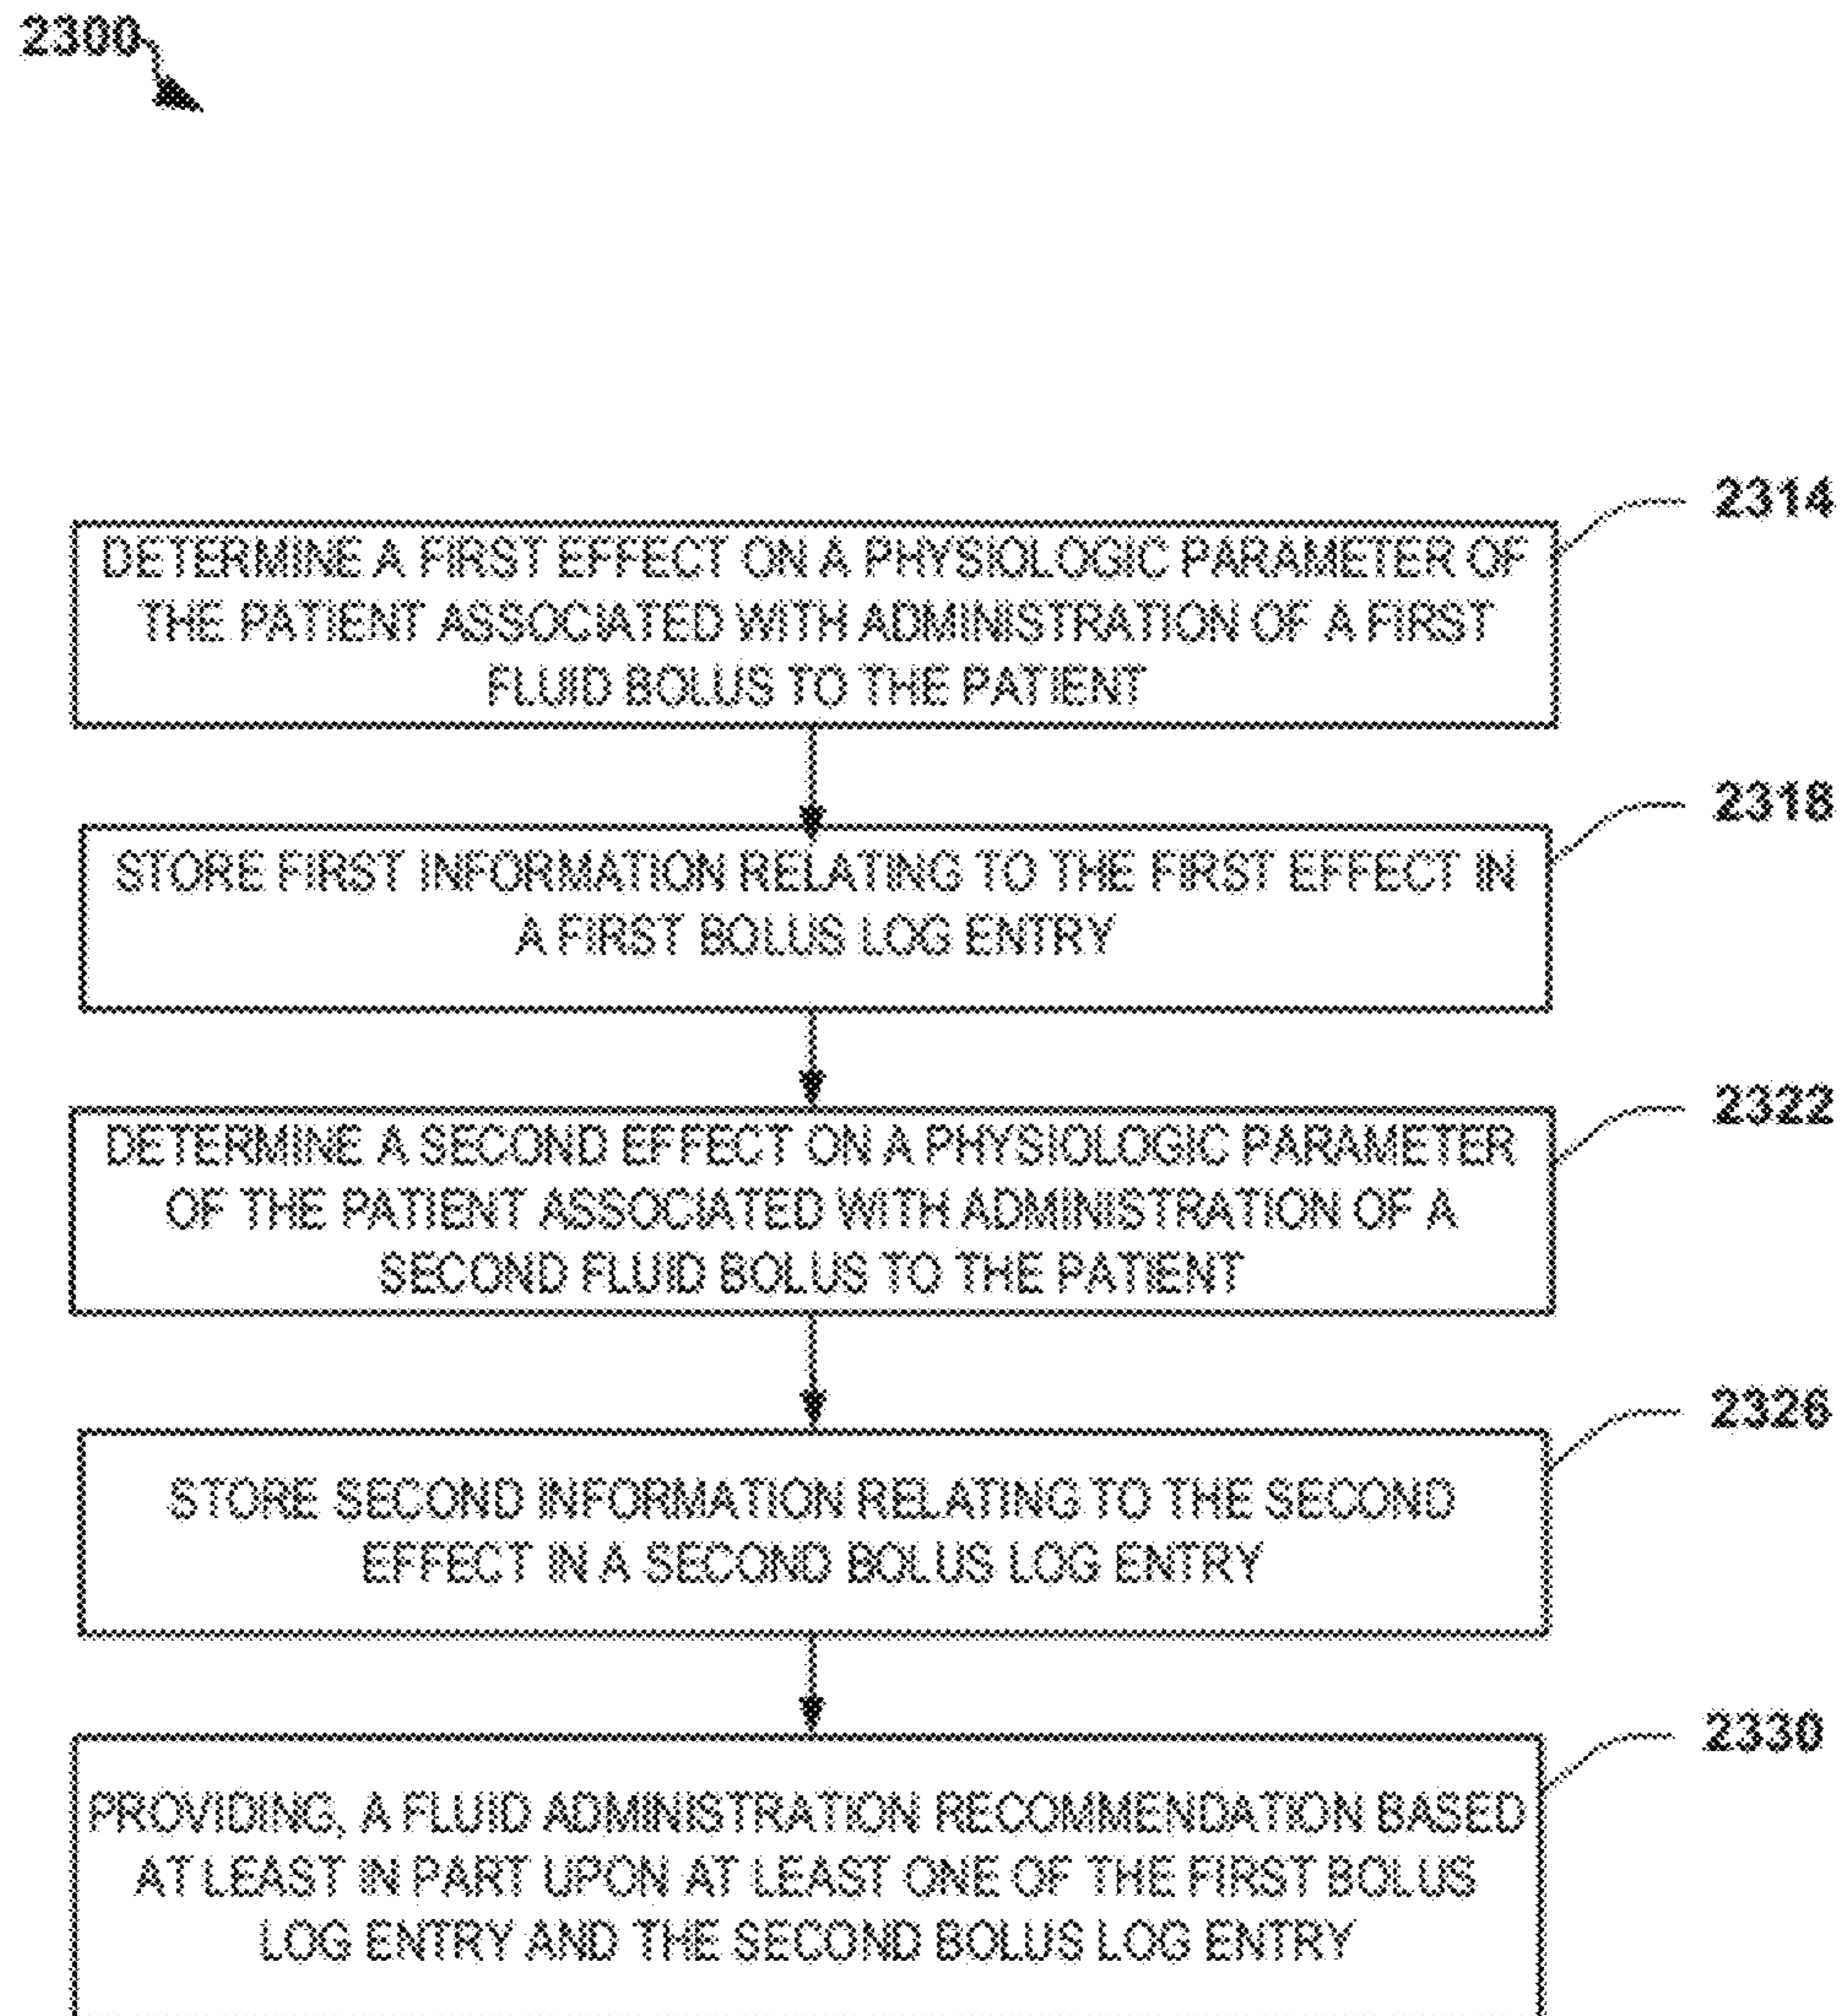 2300
2314
DETERMINE A FIRST EFFECT ON A PHYSIOLOGIC PARAMETER OF
THE PATIENT ASSOCIATED WITH ADMINISTRATION OF A FIRST
FLUID BOLUS TO THE PATIENT
2318
STORE FIRST INFORMATION RELATING TO THE FIRST EFFECT IN
A FIRST BOLUS LOG ENTRY
2322
DETERMINE A SECOND EFFECT ON A PHYSIOLOGIC PARAMETER
OF THE PATIENT ASSOCIATED WITH ADMINISTRATION OF A
SECOND FLUID BOLUS TO THE PATIENT
2326
STORE SECOND INFORMATION RELATING TO THE SECOND
EFFECT IN A SECOND BOLUS LOG ENTRY
2330
PROVIDING, A FLUID ADMINISTRATION RECOMMENDATION BASED
AT LEAST IN PART UPON AT LEAST ONE OF THE FIRST BOLUS
LOG ENTRY AND THE SECOND BOLUS LOG ENTRY